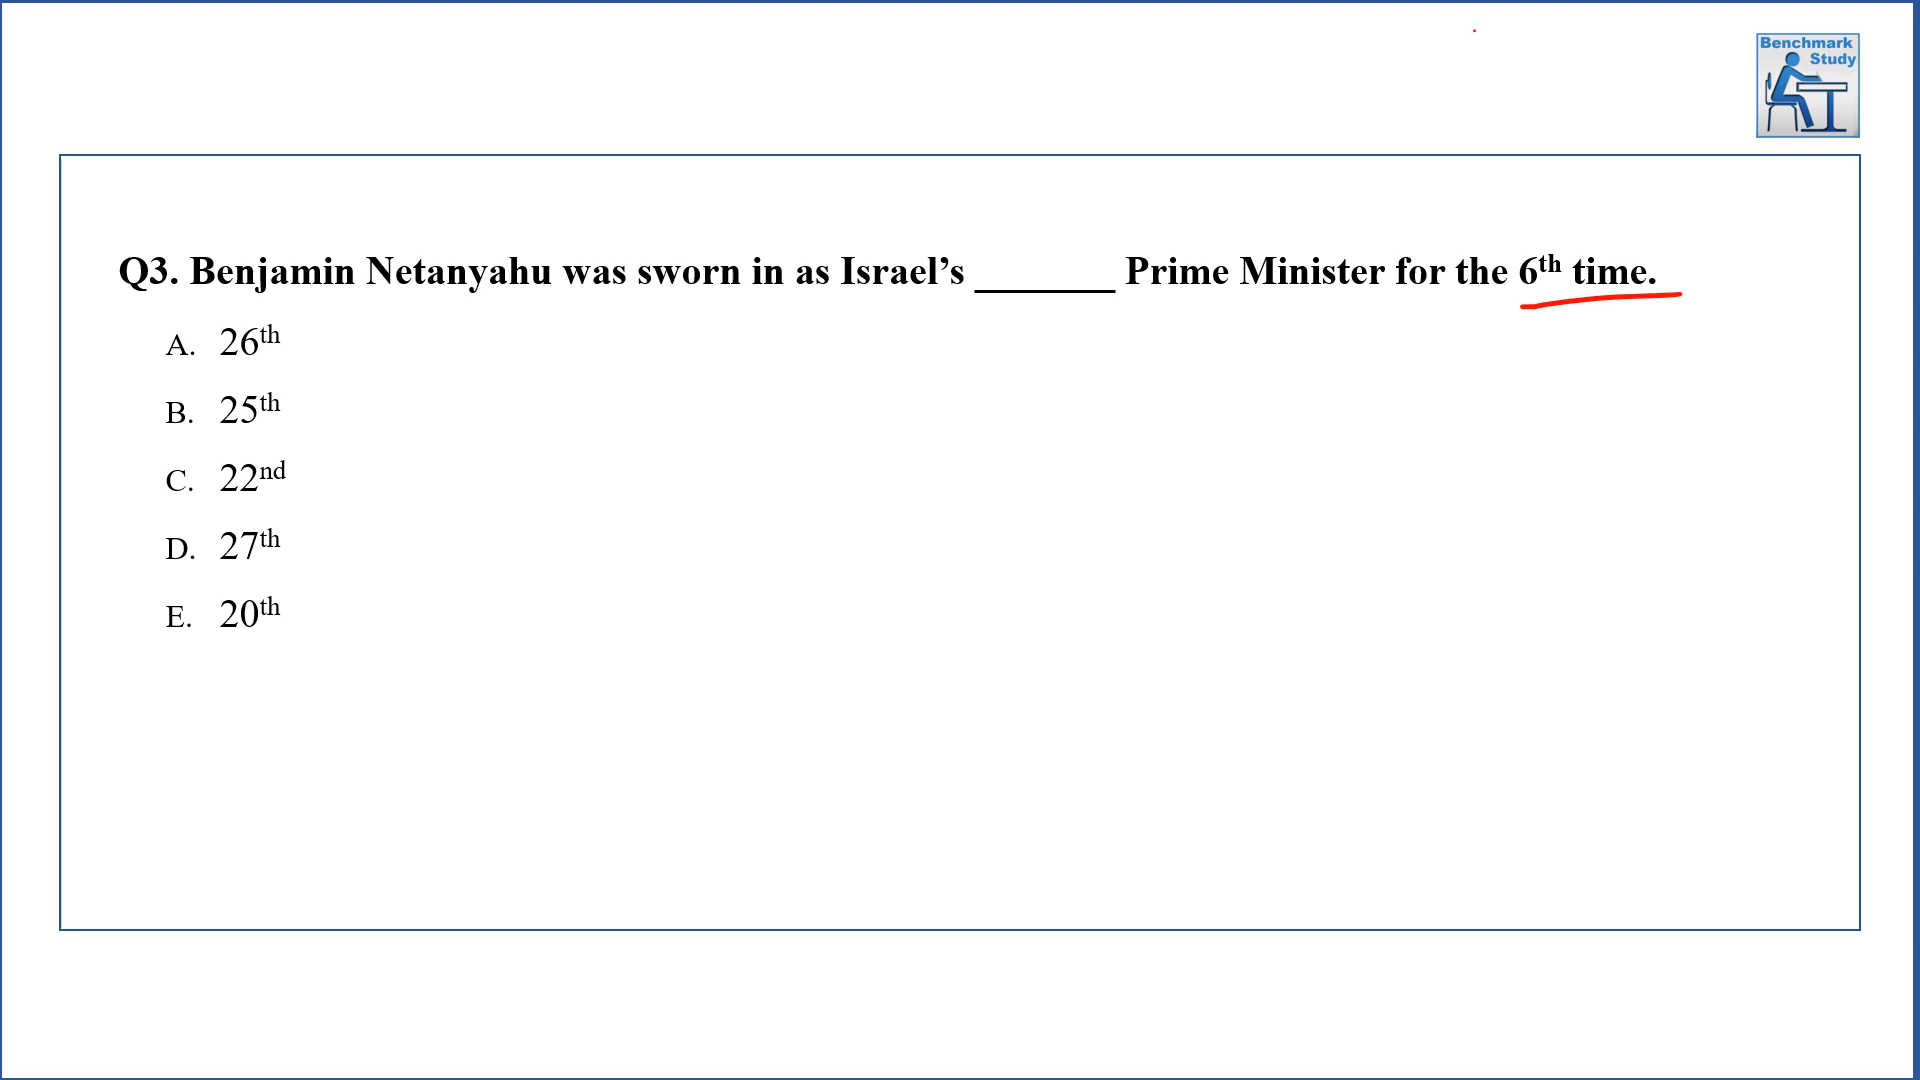 Benchmark
Study
Q3. Benjamin Netanyahu was sworn in as Israel’s _______ Prime Minister for the 6th time.
A. 26th
B. 25th
C. 22nd
D. 27th
E. 20th